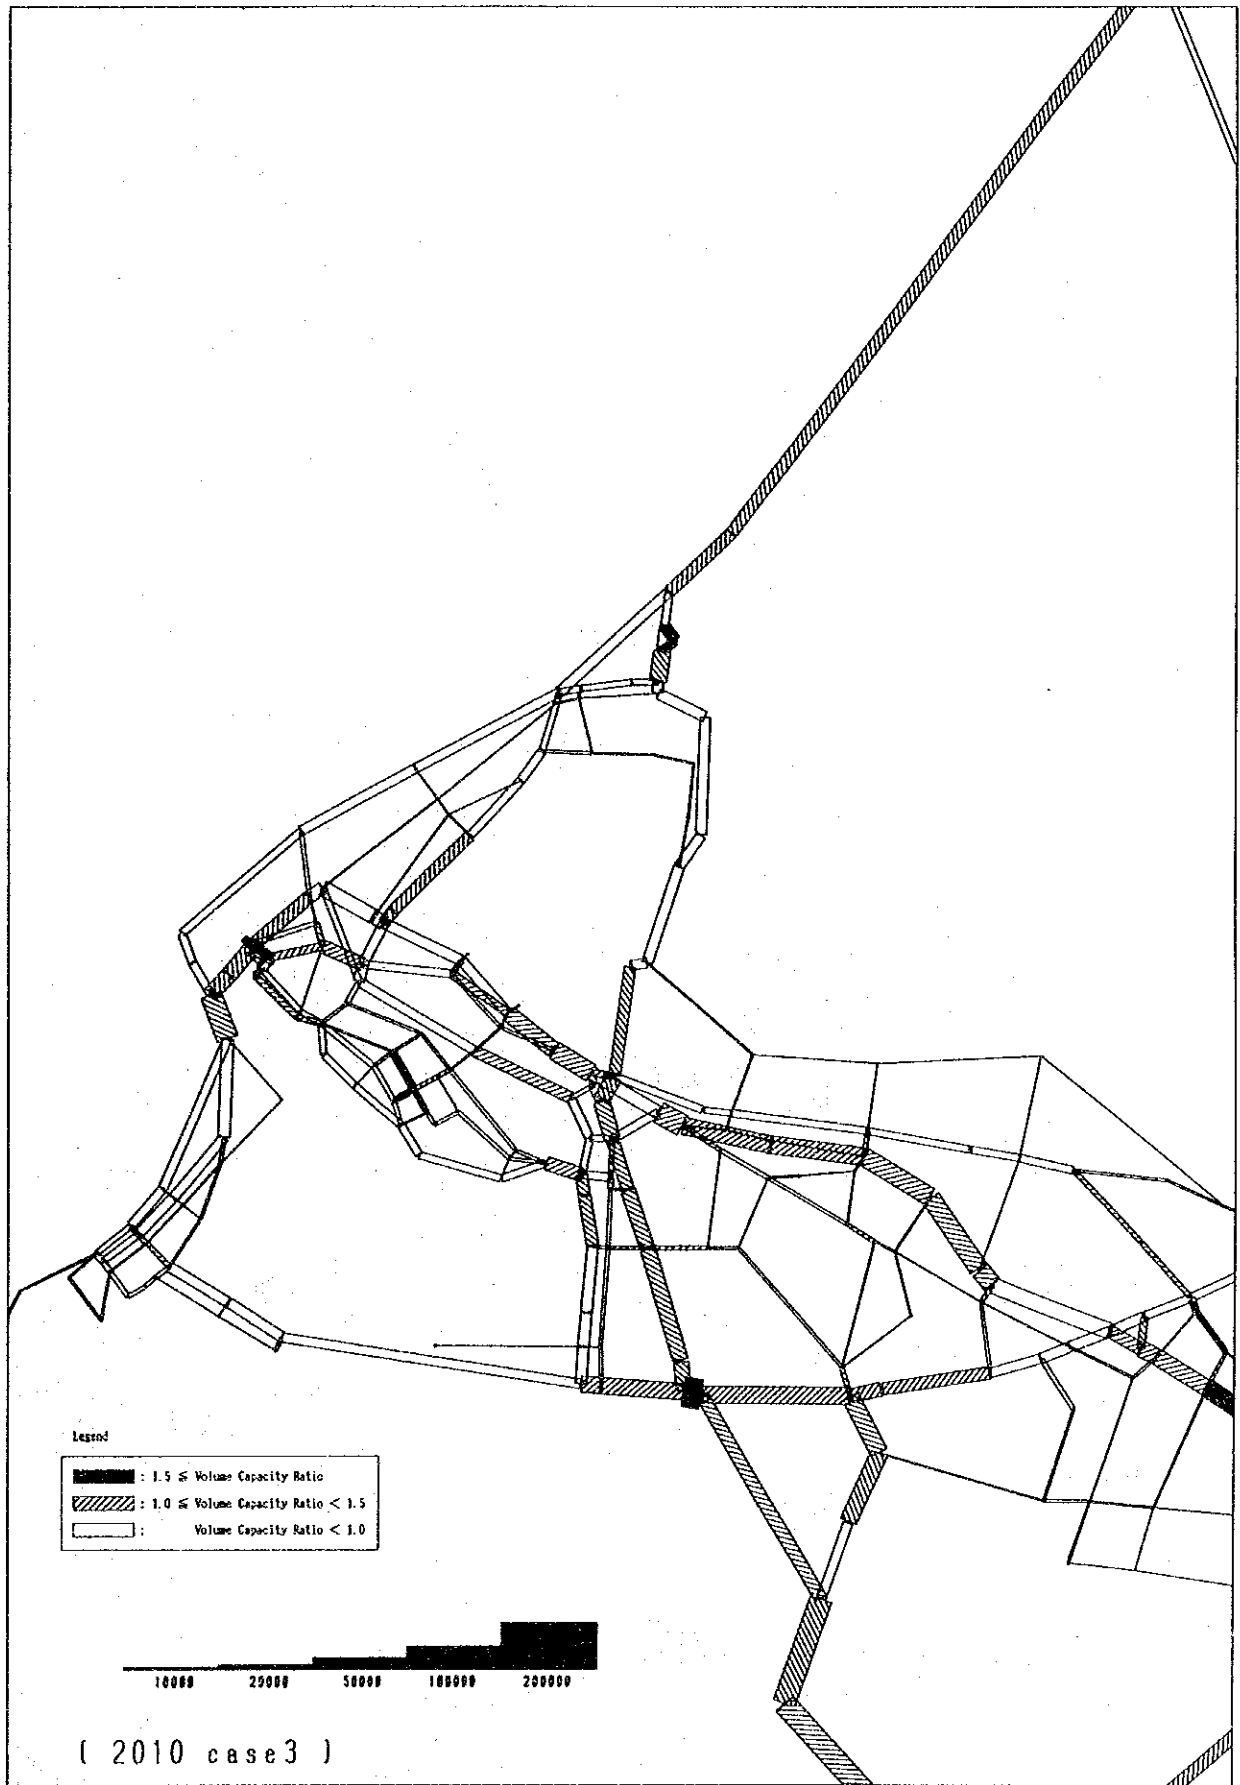 Legend
: 1.5 ≤ Volume Capacity Ratio
: 1.0 ≤ Volume Capacity Ratio < 1.5
: Volume Capacity Ratio < 1.0
10000 20000 50000 100000 200000
( 2010 case3 )